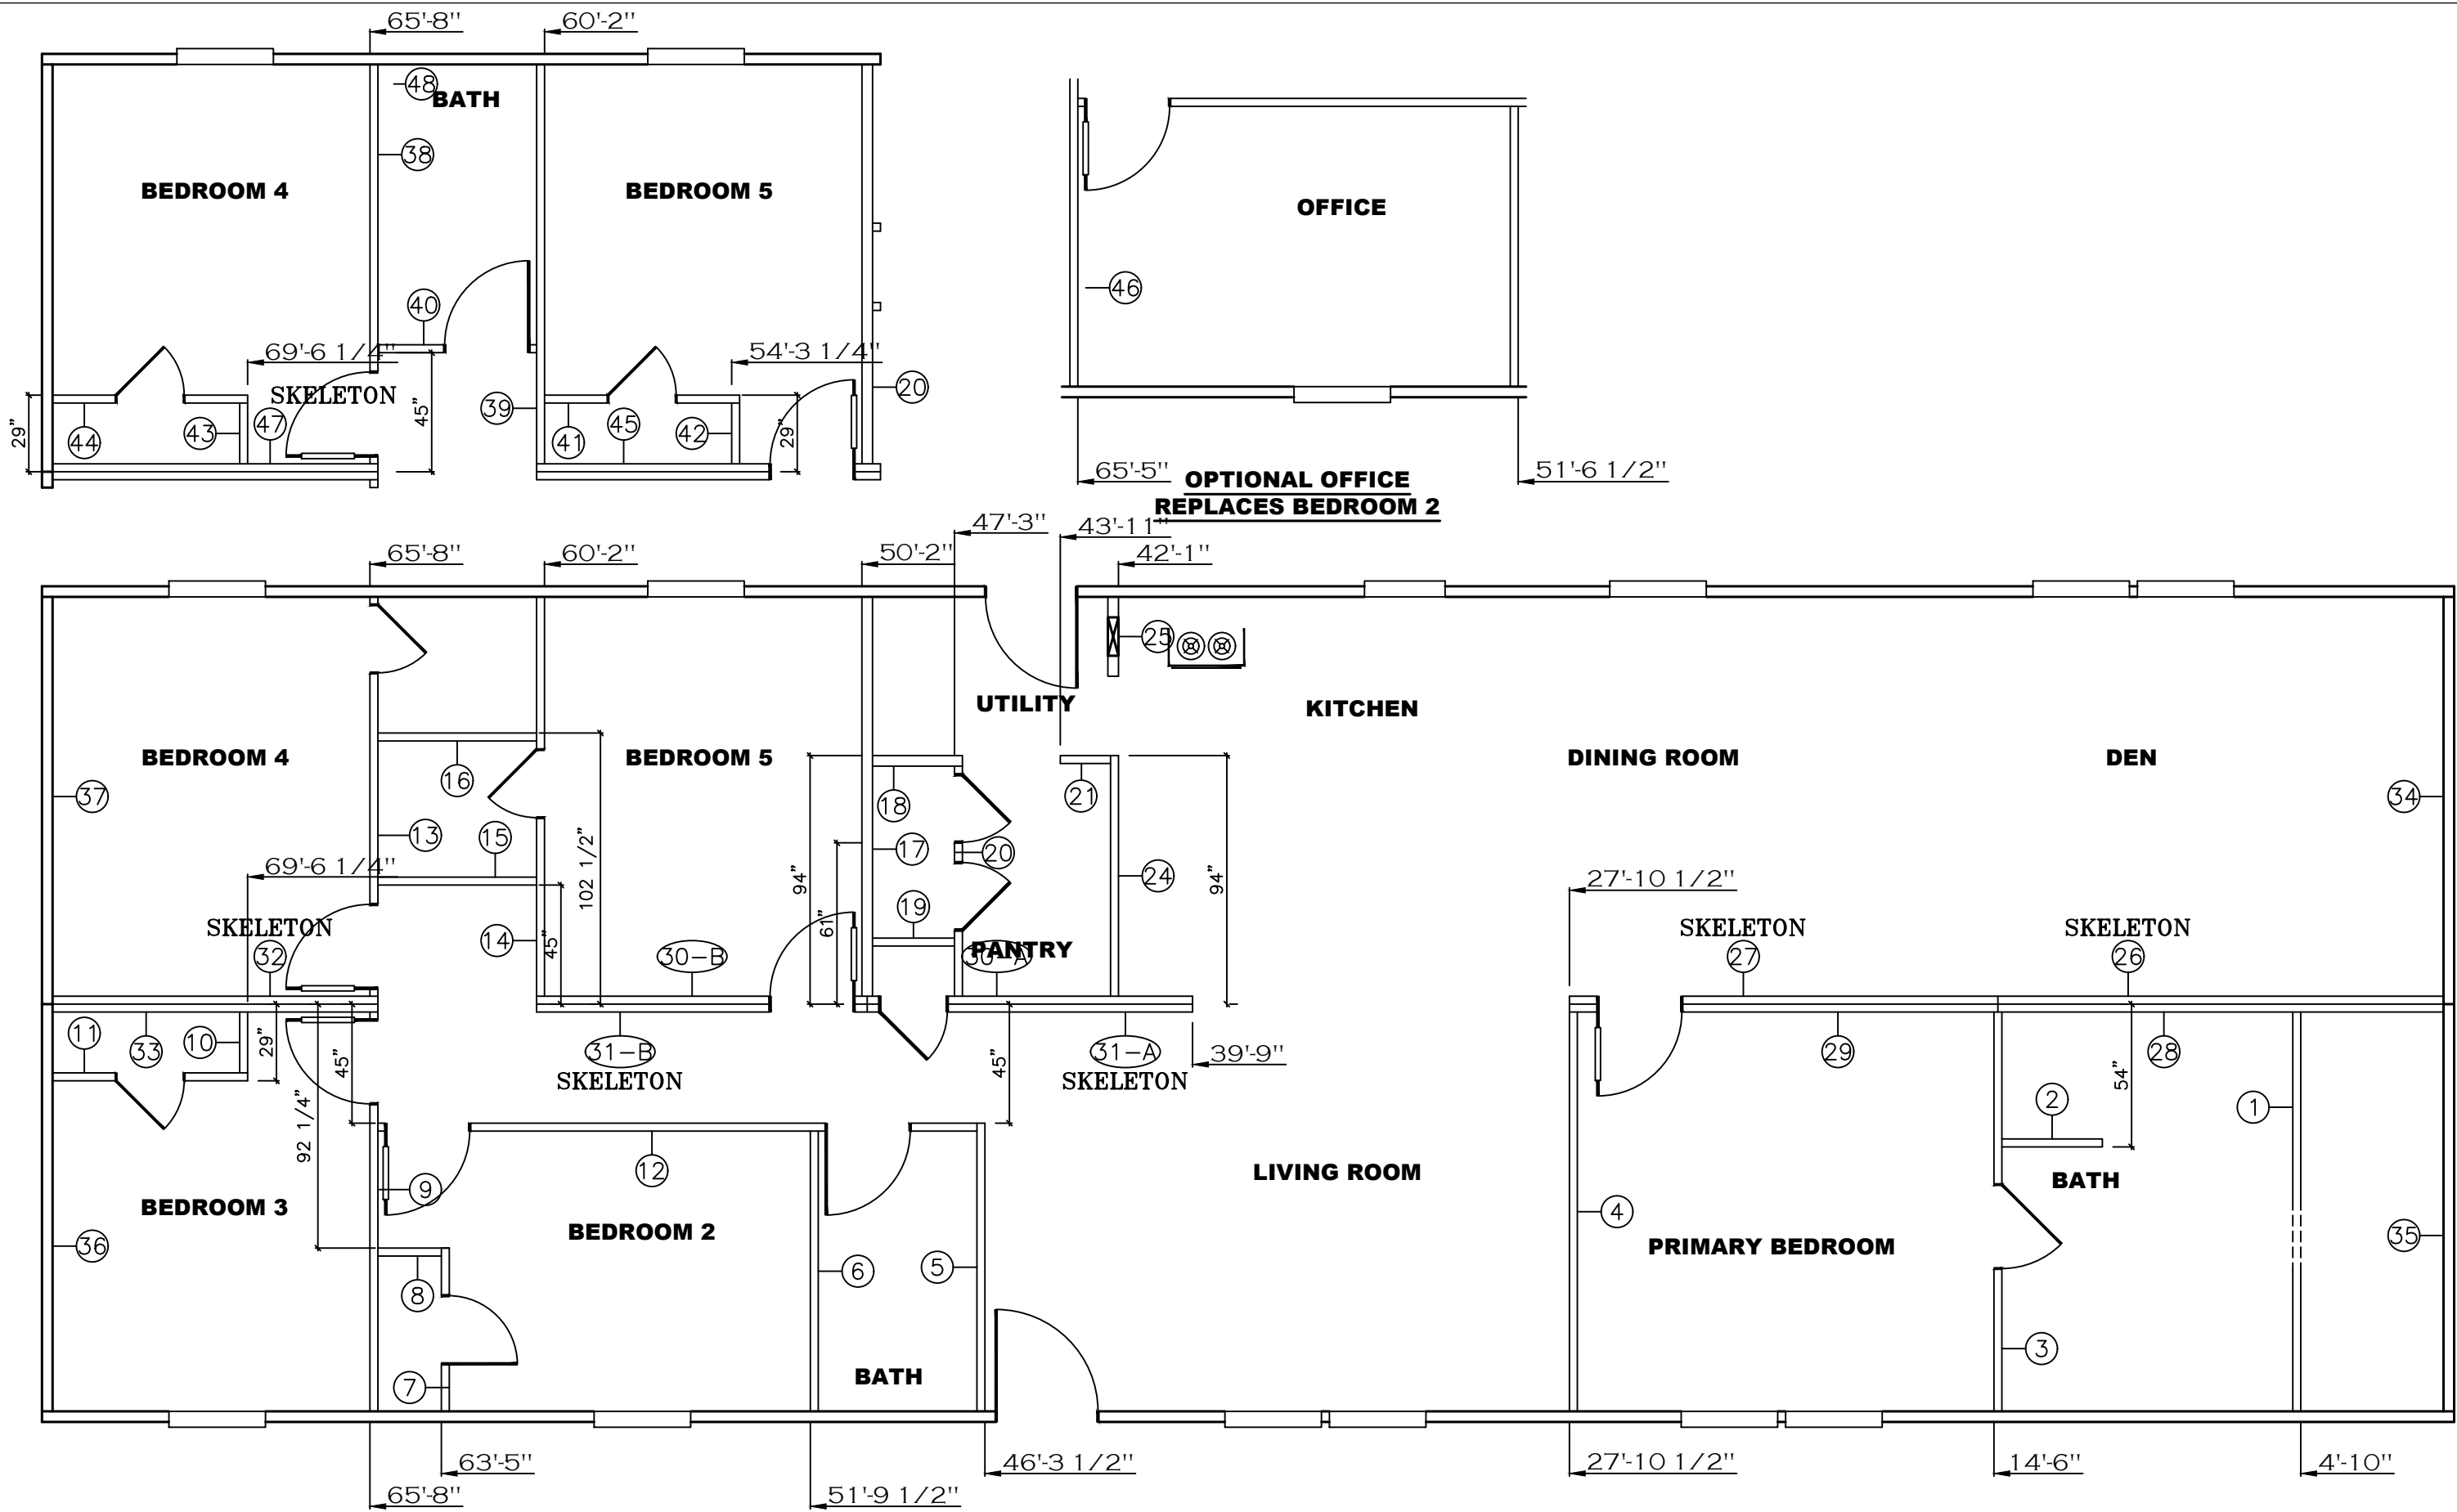 65'-8"
60'-2"
48
BATH
38
BEDROOM 4
BEDROOM 5
OFFICE
46
40
69'-6 1/4"
54'-3 1/4"
SKELETON
20
29"
44
43
47
45"
39
41
45
42
29"
65'-5"
OPTIONAL OFFICE
REPLACES BEDROOM 2
51'-6 1/2"
47'-3"
43'-11"
65'-8"
60'-2"
50'-2"
42'-1"
25
UTILITY
KITCHEN
BEDROOM 4
BEDROOM 5
DINING ROOM
DEN
37
16
18
21
34
13
15
102 1/2"
94"
17
20
69'-6 1/4"
24
94"
27'-10 1/2"
61"
19
SKELETON
SKELETON
SKELETON
32
14
45"
30-B
PANTRY
30-A
27
26
11
33
10
29"
45"
31-B
SKELETON
45"
31-A
SKELETON
39'-9"
29
28
54"
2
1
92 1/4"
12
9
LIVING ROOM
BATH
BEDROOM 3
BEDROOM 2
4
36
PRIMARY BEDROOM
35
6
5
8
3
BATH
7
63'-5"
46'-3 1/2"
27'-10 1/2"
14'-6"
4'-10"
65'-8"
51'-9 1/2"